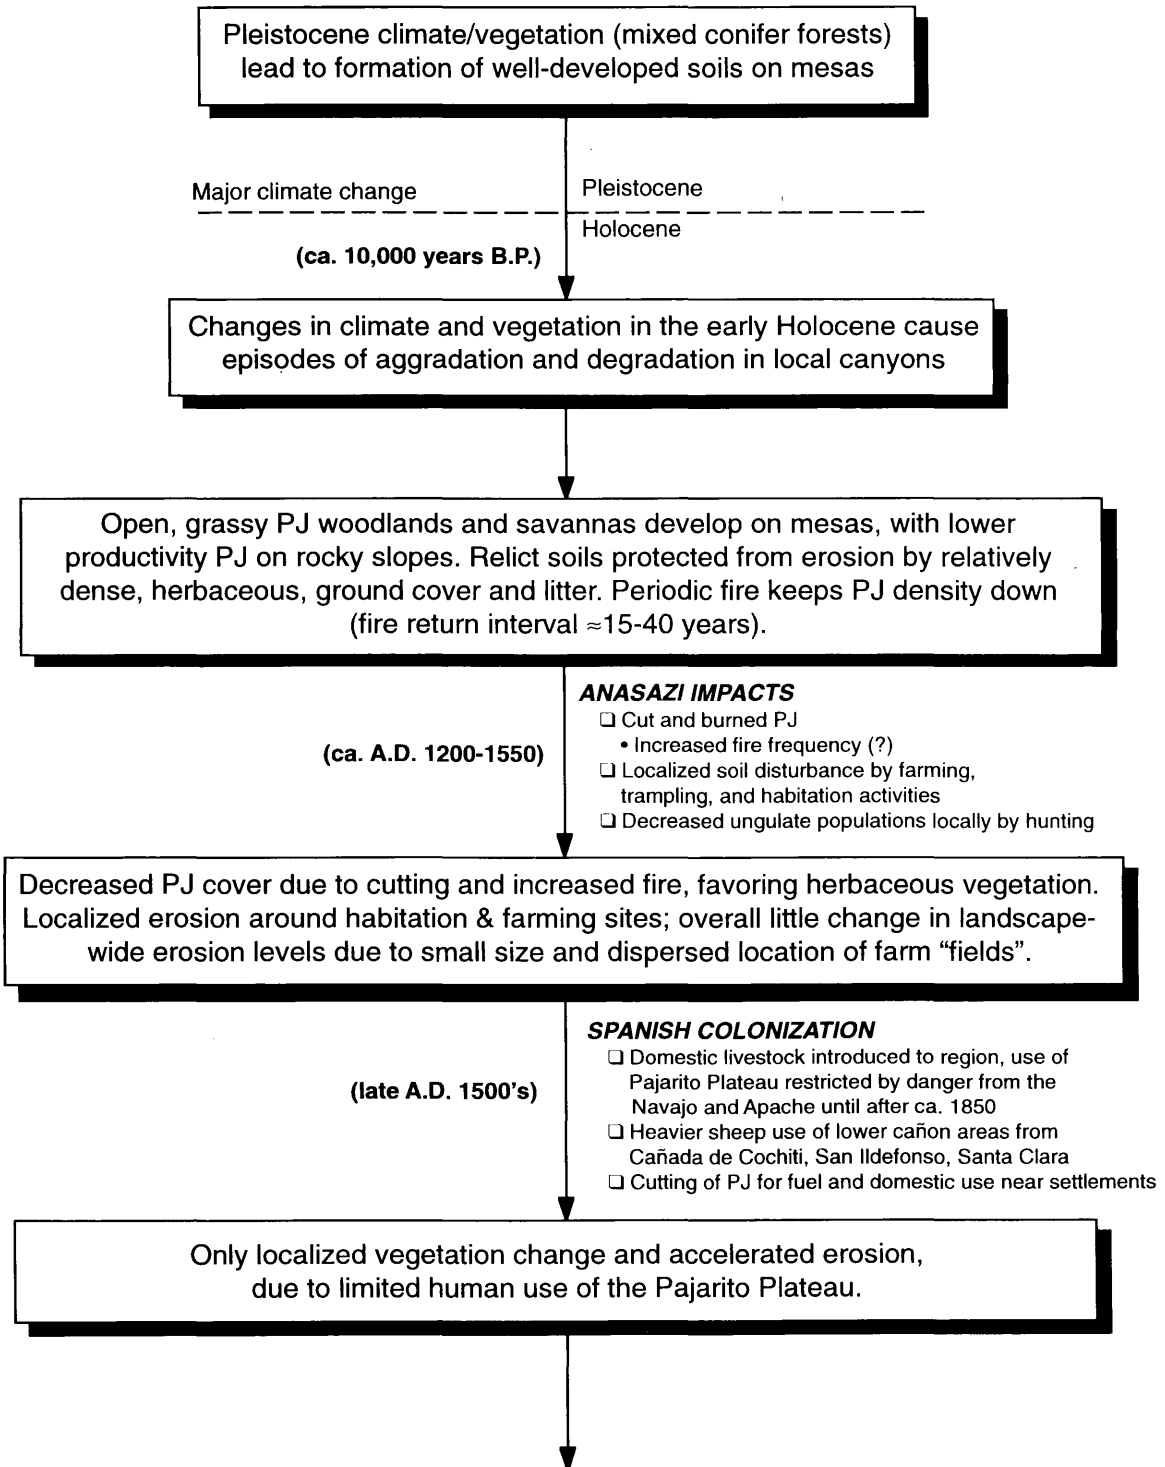 Pleistocene climate/vegetation (mixed conifer forests)
lead to formation of well-developed soils on mesas
Major climate change
Pleistocene
Holocene
(ca. 10,000 years B.P.)
Changes in climate and vegetation in the early Holocene cause
episodes of aggradation and degradation in local canyons
Open, grassy PJ woodlands and savannas develop on mesas, with lower
productivity PJ on rocky slopes. Relict soils protected from erosion by relatively
dense, herbaceous, ground cover and litter. Periodic fire keeps PJ density down
(fire return interval ≈15-40 years).
(ca. A.D. 1200-1550)
ANASAZI IMPACTS
❑ Cut and burned PJ
• Increased fire frequency (?)
❑ Localized soil disturbance by farming,
trampling, and habitation activities
❑ Decreased ungulate populations locally by hunting
Decreased PJ cover due to cutting and increased fire, favoring herbaceous vegetation.
Localized erosion around habitation & farming sites; overall little change in landscape-
wide erosion levels due to small size and dispersed location of farm “fields”.
(late A.D. 1500's)
SPANISH COLONIZATION
❑ Domestic livestock introduced to region, use of
Pajarito Plateau restricted by danger from the
Navajo and Apache until after ca. 1850
❑ Heavier sheep use of lower cañon areas from
Cañada de Cochiti, San Ildefonso, Santa Clara
❑ Cutting of PJ for fuel and domestic use near settlements
Only localized vegetation change and accelerated erosion,
due to limited human use of the Pajarito Plateau.